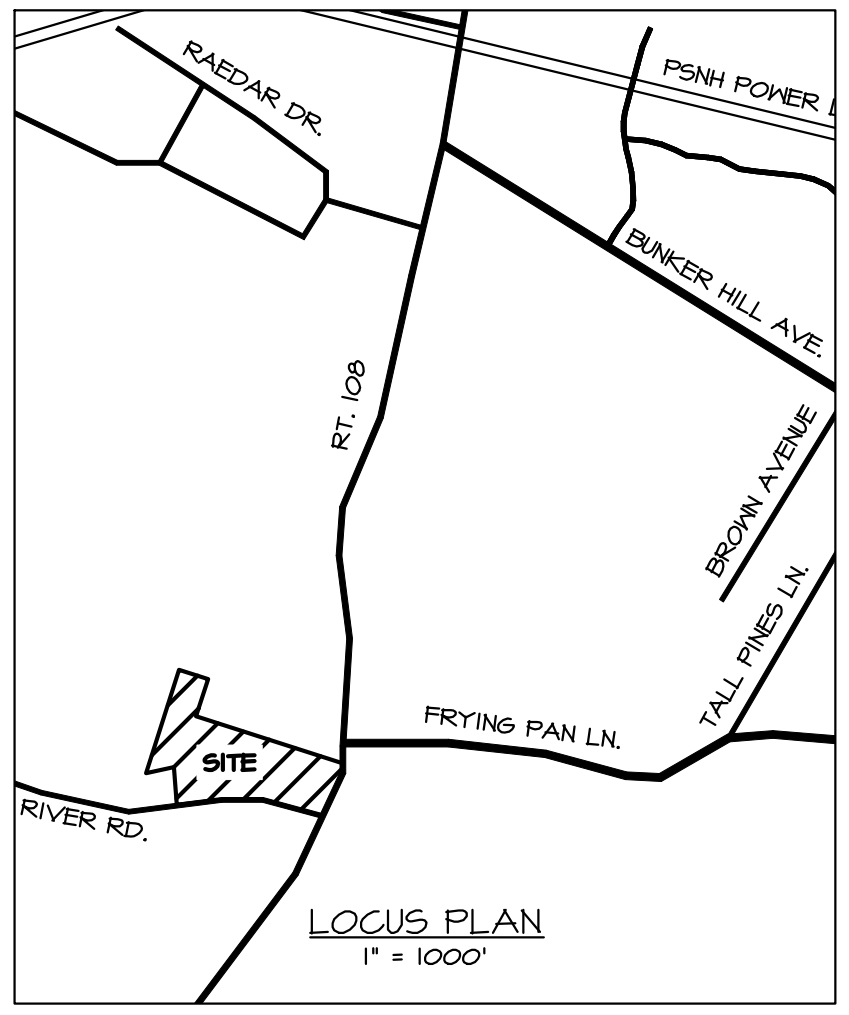 RAEDAR DR.
PSNH POWER
BUNKER HILL AVE.
RT. 108
BROWN AVENUE
TALL PINES LN.
FRYING PAN LN.
SITE
RIVER RD.
LOCUS PLAN
1" = 1000'